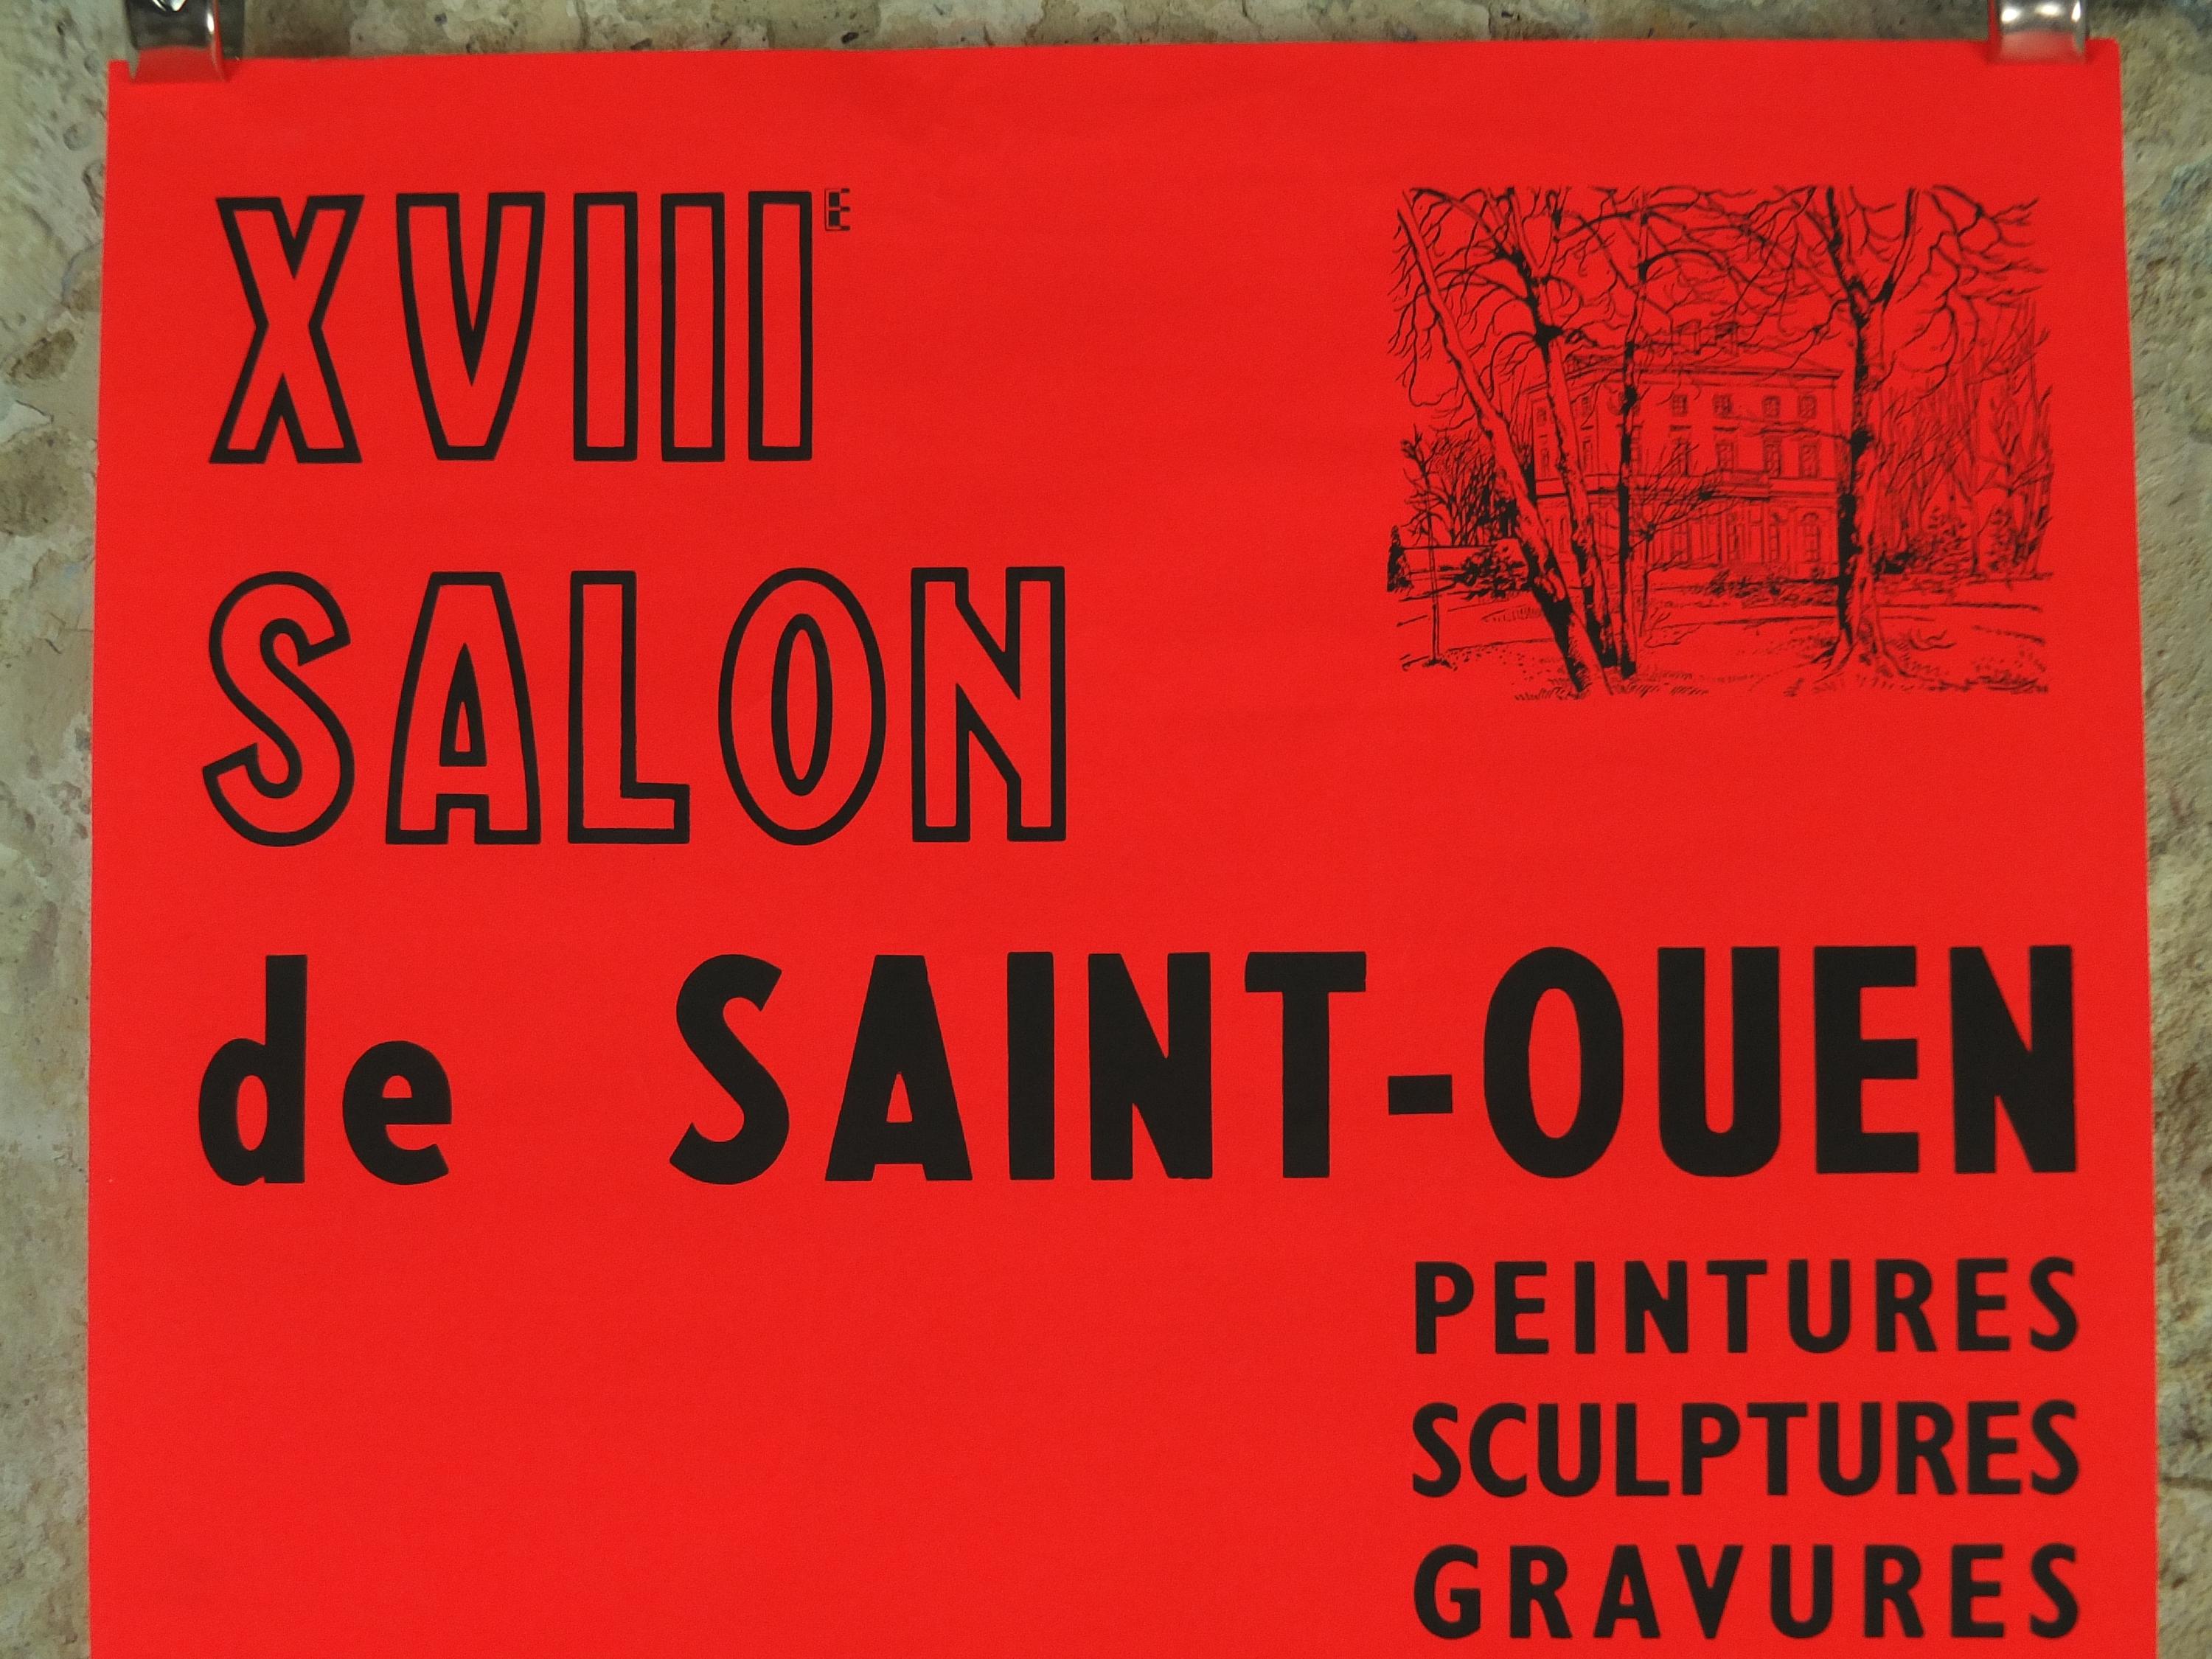 XVIIIE
SALON
de SAINT-OUEN
PEINTURES
SCULPTURES
GRAVURES